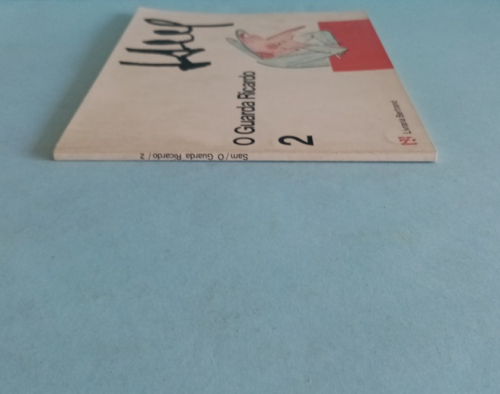 O Guarda Ricardo
2
Livraria Bertrand
Sam / O Guarda Ricardo / 2